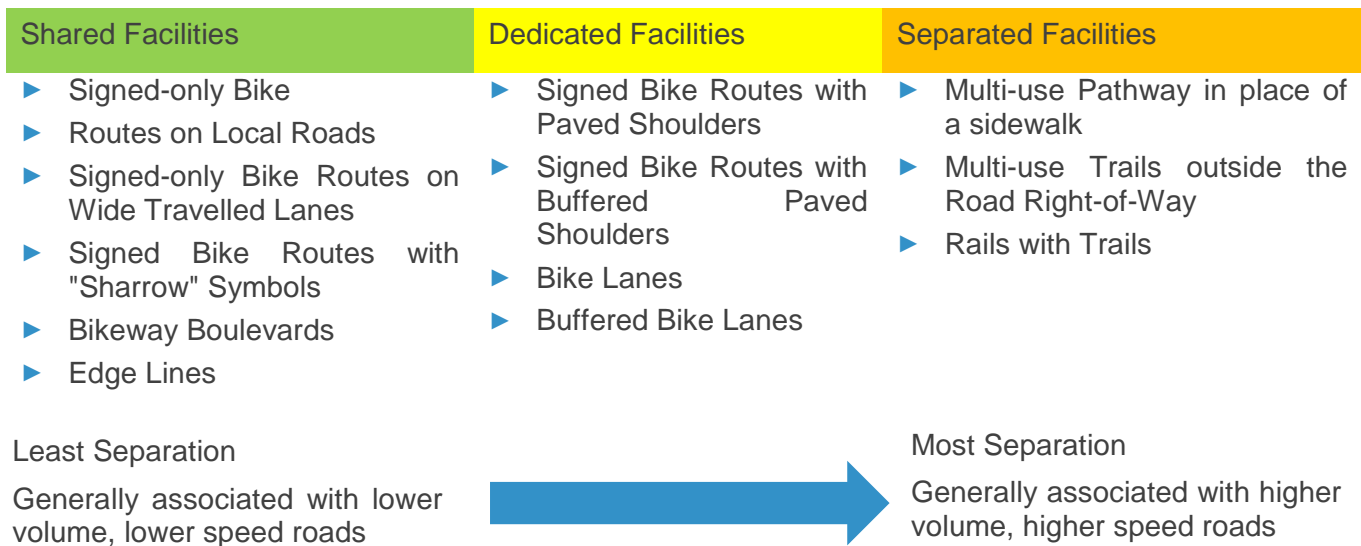 Shared Facilities
► Signed-only Bike
► Routes on Local Roads
► Signed-only Bike Routes on
Wide Travelled Lanes
► Signed Bike Routes with
"Sharrow" Symbols
► Bikeway Boulevards
► Edge Lines
Dedicated Facilities
► Signed Bike Routes with
Paved Shoulders
► Signed Bike Routes with
Buffered Paved
Shoulders
► Bike Lanes
► Buffered Bike Lanes
Separated Facilities
► Multi-use Pathway in place of
a sidewalk
► Multi-use Trails outside the
Road Right-of-Way
► Rails with Trails
Least Separation
Generally associated with lower
volume, lower speed roads
Most Separation
Generally associated with higher
volume, higher speed roads